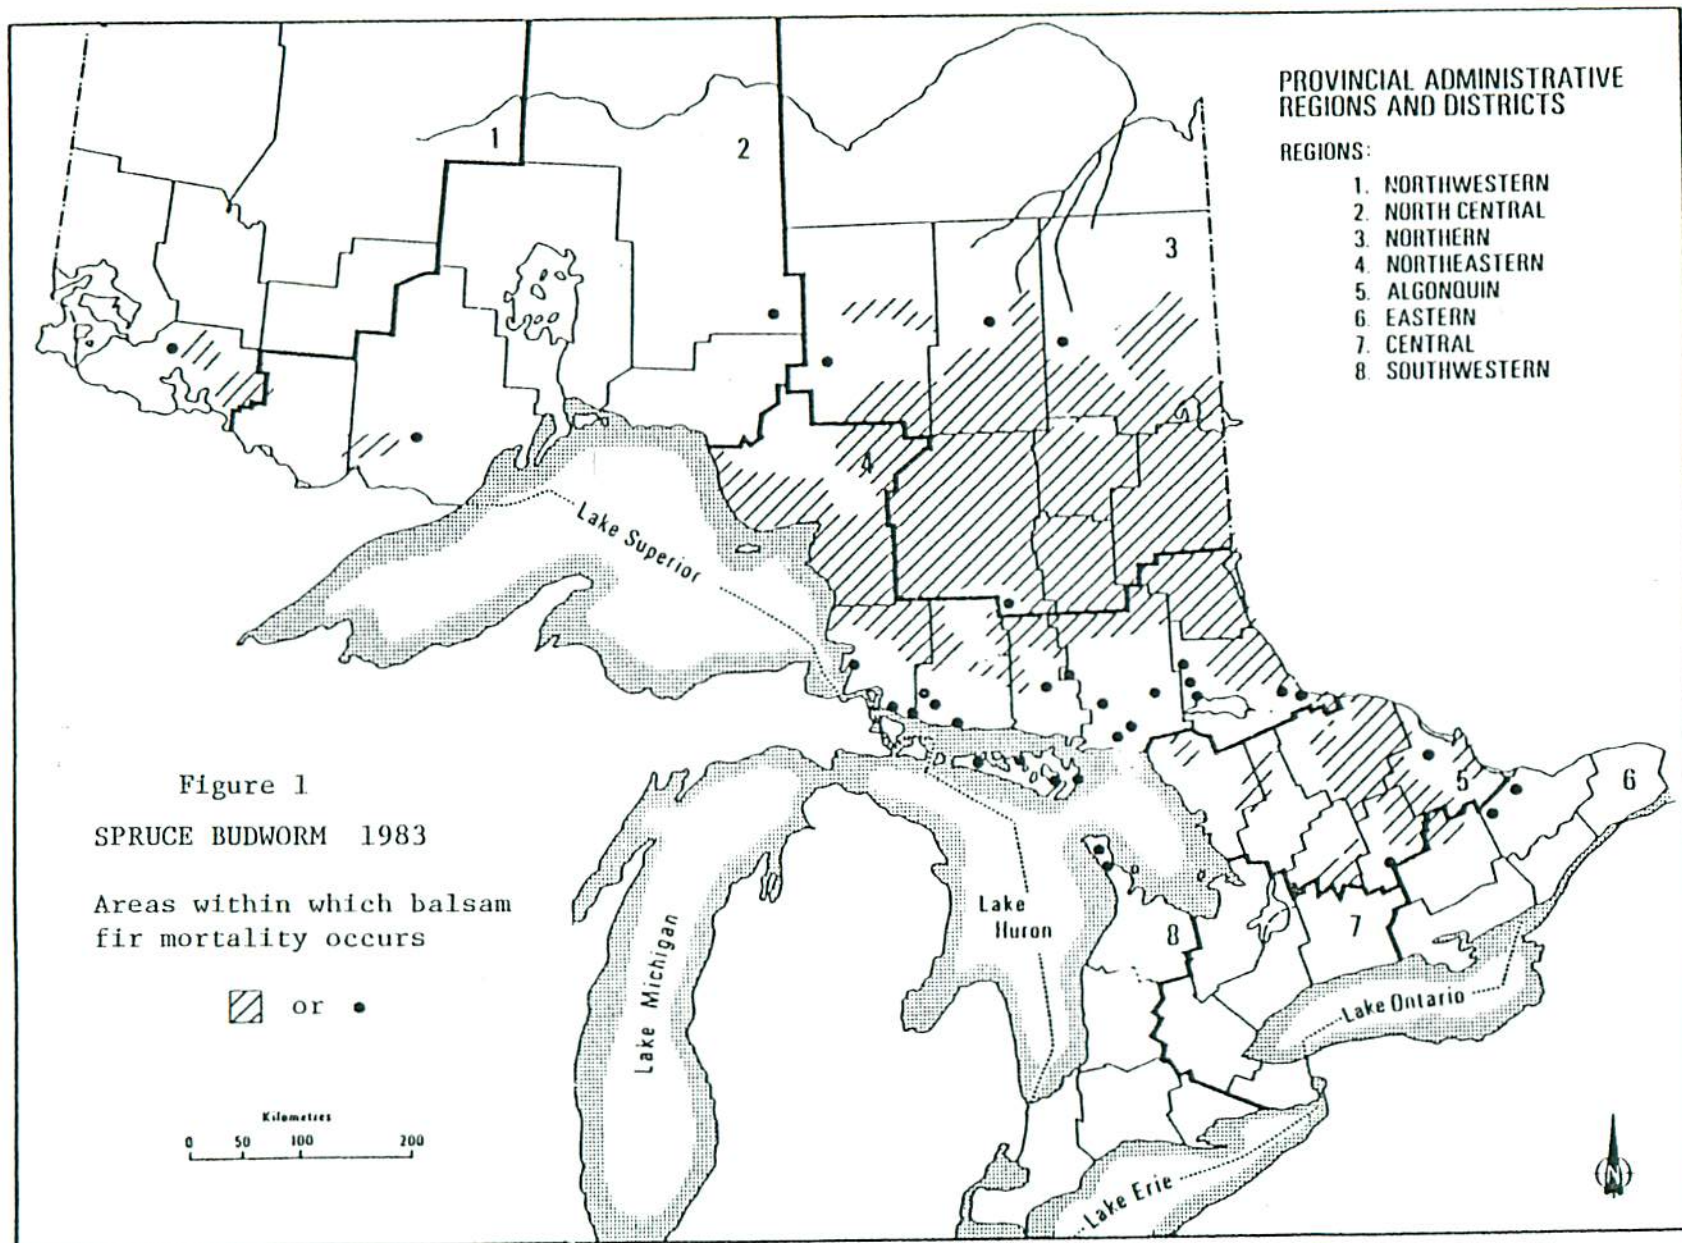 PROVINCIAL ADMINISTRATIVE
REGIONS AND DISTRICTS
REGIONS:
1. NORTHWESTERN
2. NORTH CENTRAL
3. NORTHERN
4. NORTHEASTERN
5. ALGONQUIN
6. EASTERN
7. CENTRAL
8. SOUTHWESTERN
1
2
3
4
5
6
7
8
Lake Superior
Lake Michigan
Lake
Huron
Lake Ontario
Lake Erie
Figure 1
SPRUCE BUDWORM 1983
Areas within which balsam
fir mortality occurs
or
Kilometres
0 50 100 200
N